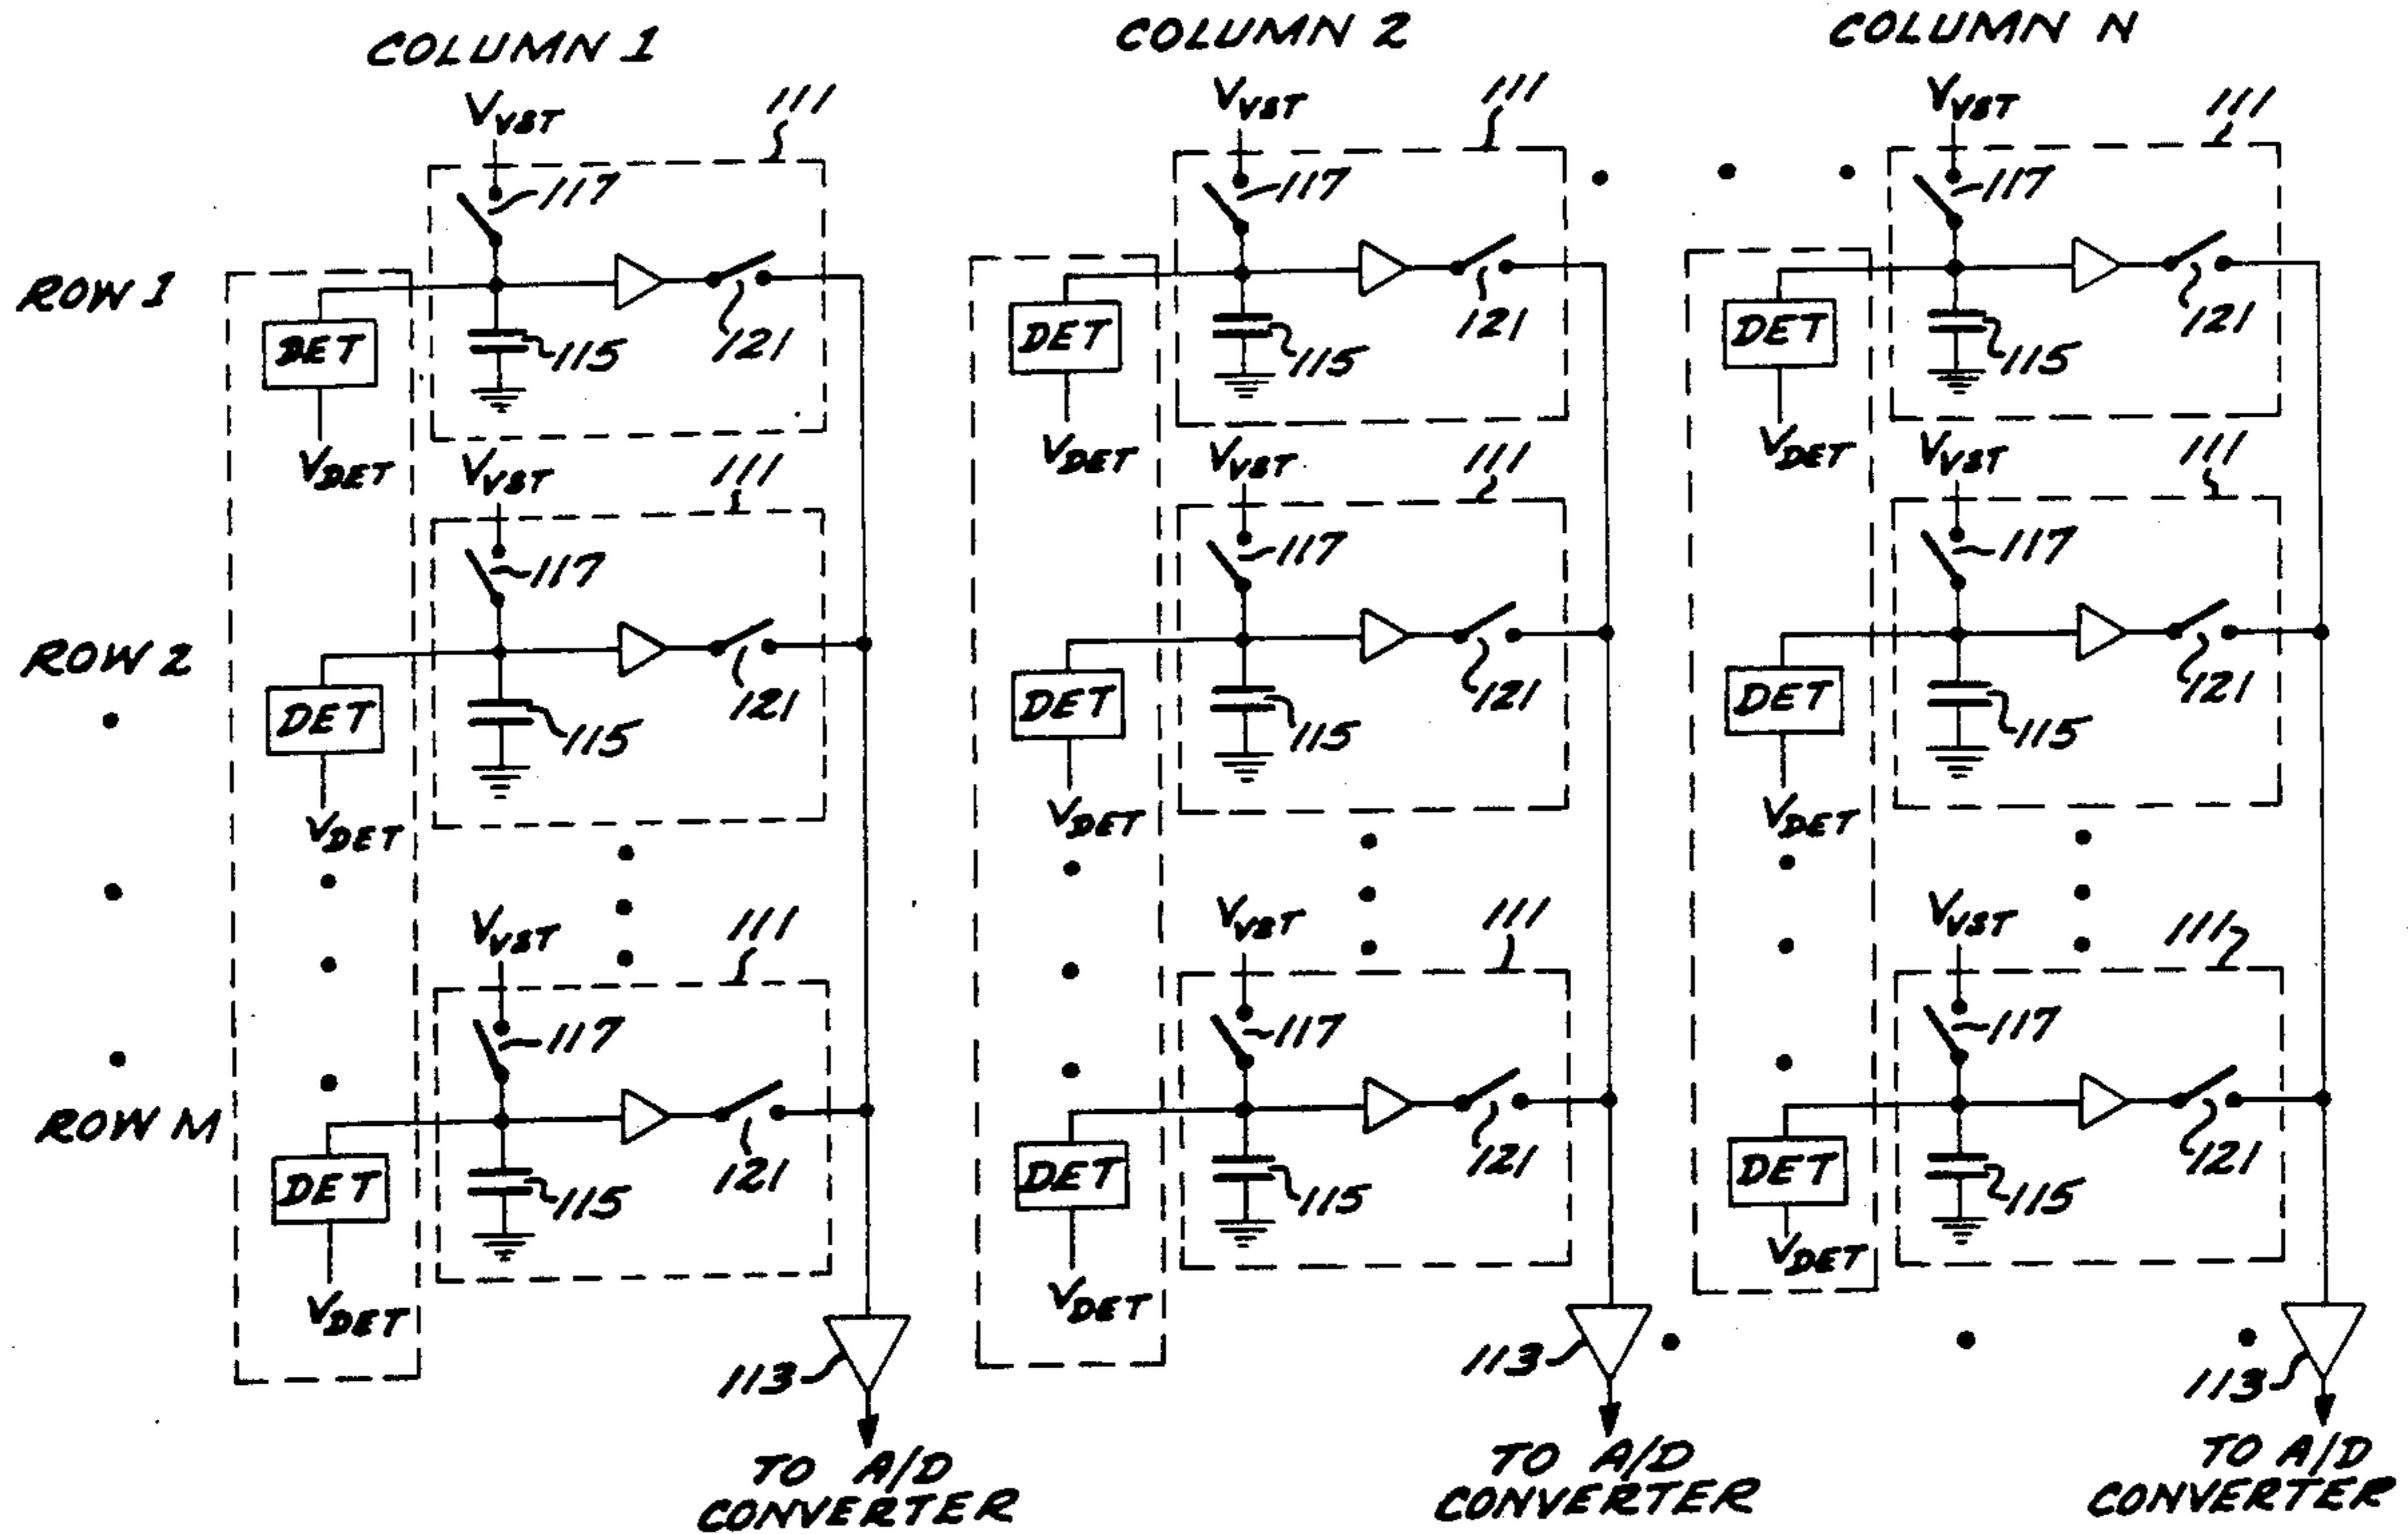 COLUMN 1 COLUMN 2 COLUMN N
VVST 111 VVST 111 VVST 111
117 117 117
ROW 1
DET 115 121 DET 115 121 DET 115 121
VDET VDET VDET
VVST 111 VVST 111 VVST 111
117 117 117
ROW 2
DET 115 121 DET 115 121 DET 115 121
VDET VDET VDET
VVST 111 VVST 111 VVST 111
117 117 117
ROW M
DET 115 121 DET 115 121 DET 115 121
VDET VDET VDET
113 113 113
TO A/D TO A/D TO A/D
CONVERTER CONVERTER CONVERTER